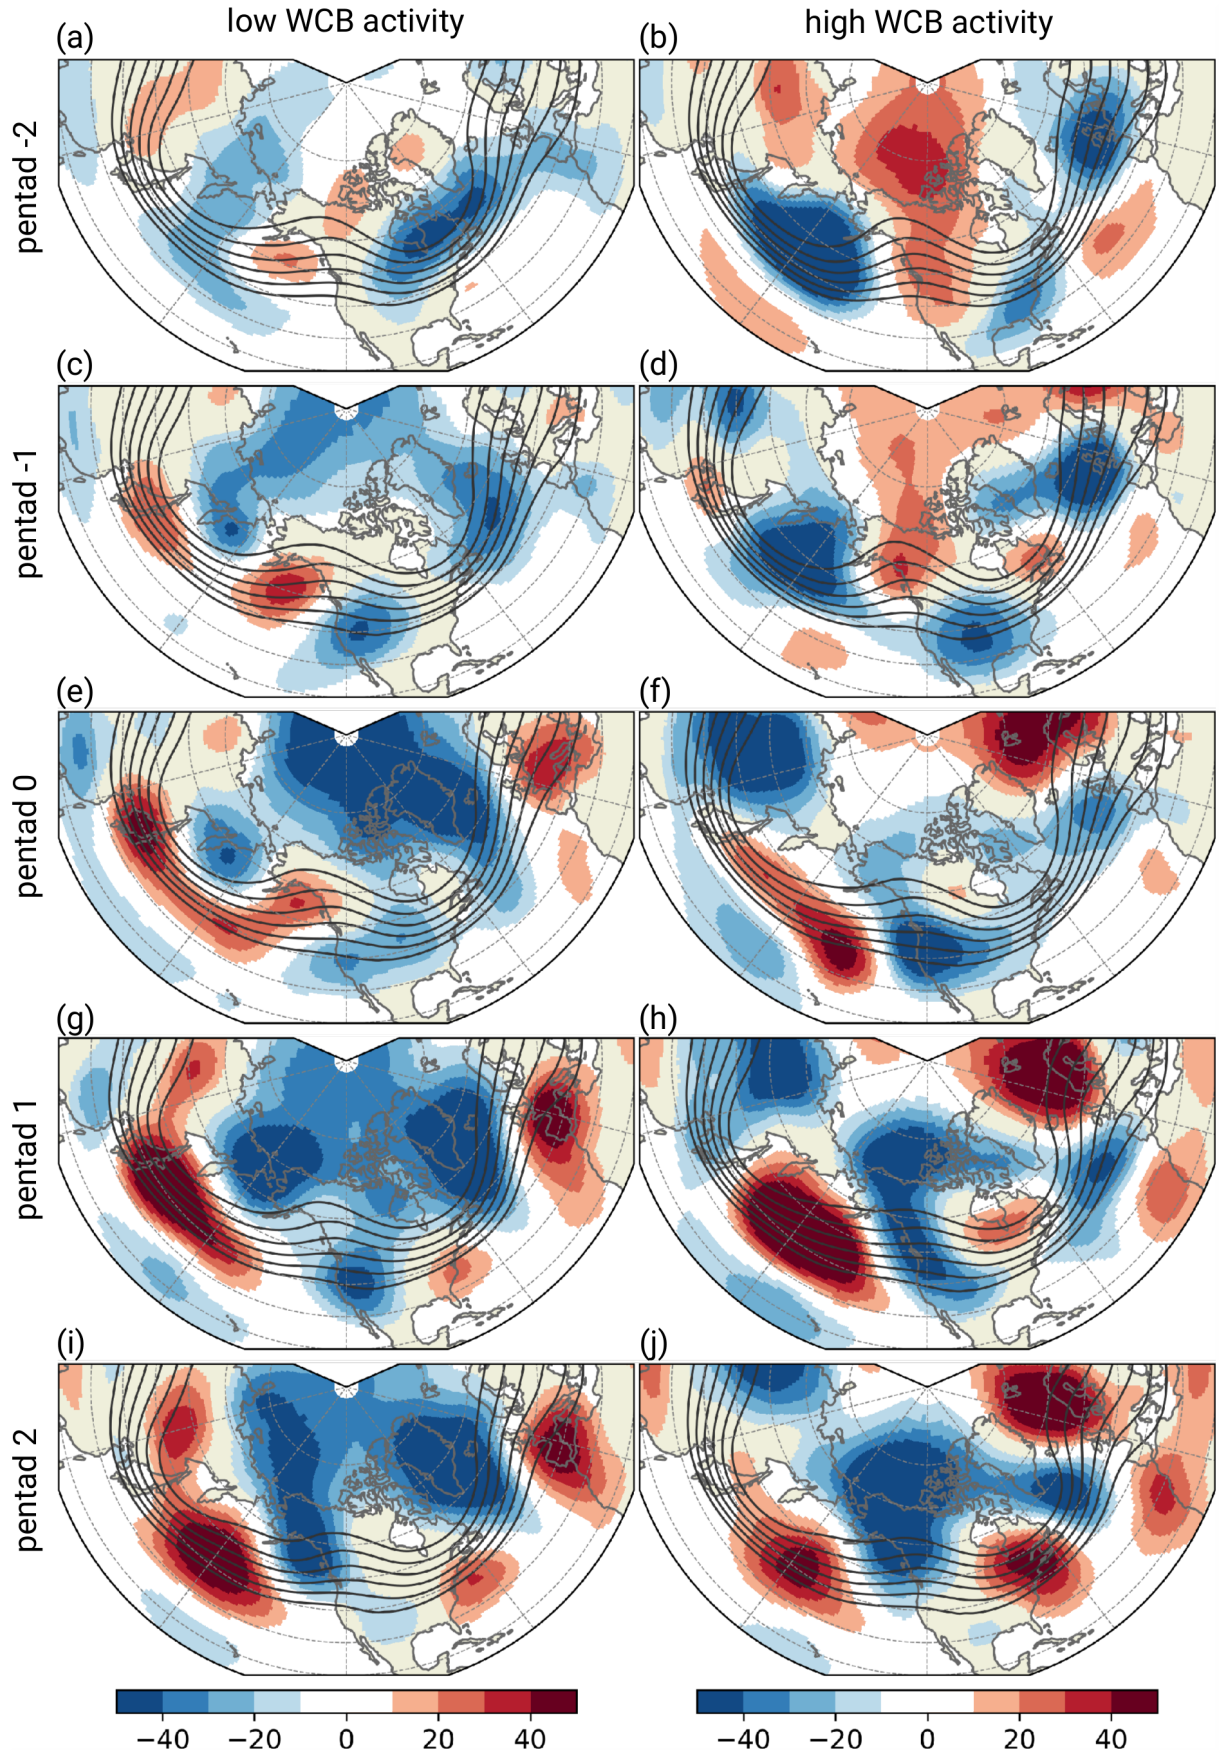 low WCB activity
high WCB activity
(a)
(b)
pentad -2
(c)
(d)
pentad -1
(e)
(f)
pentad 0
(g)
(h)
pentad 1
(i)
(j)
pentad 2
−40 −20 0 20 40
−40 −20 0 20 40